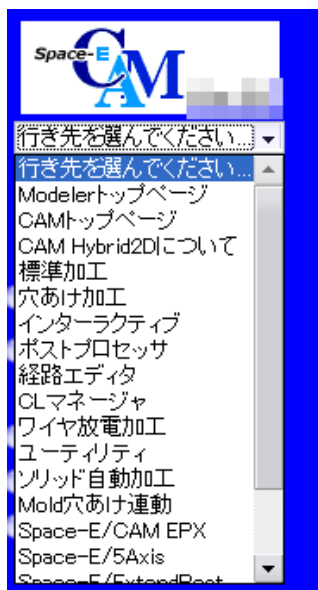 Space-E
CAM
行き先を選んでください...
行き先を選んでください...
Modelerトップページ
CAMトップページ
CAM Hybrid2Dについて
標準加工
穴あけ加工
インターラクティブ
ポストプロセッサ
経路エディタ
CLマネージャ
ワイヤ放電加工
ユーティリティ
ソリッド自動加工
Mold穴あけ連動
Space-E/CAM EPX
Space-E/5Axis
Space-E/ExtendPost